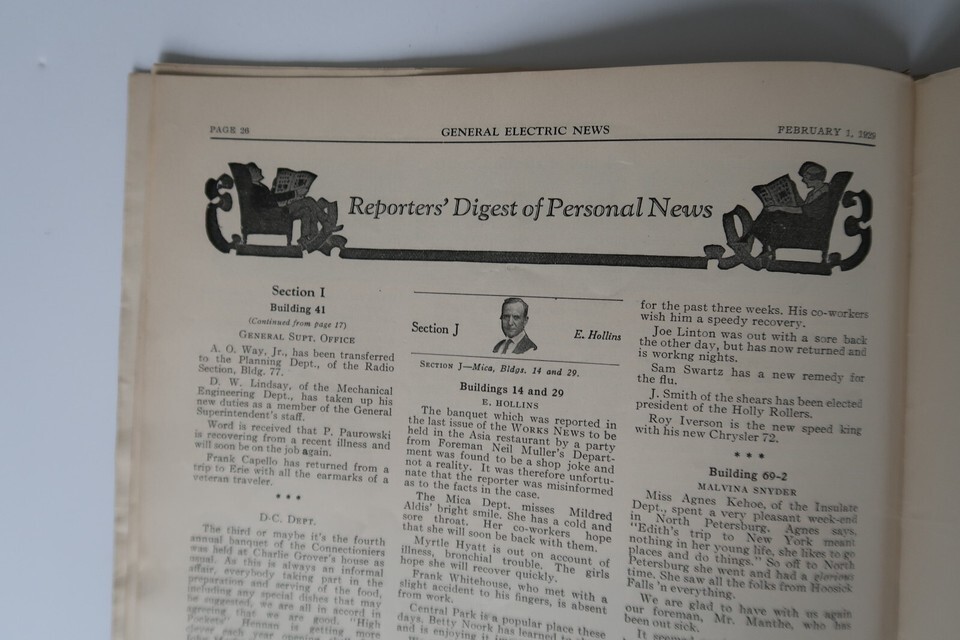 PAGE 26
GENERAL ELECTRIC NEWS
FEBRUARY 1, 1929
Reporters' Digest of Personal News
Section I
Building 41
(Continued from page 17)
GENERAL SUPT. OFFICE
A. O. Way, Jr., has been transferred
to the Planning Dept., of the Radio
Section, Bldg. 77.
D. W. Lindsay, of the Mechanical
Engineering Dept., has taken up his
new duties as a member of the General
Superintendent's staff.
Word is received that P. Paurowski
is recovering from a recent illness and
will soon be on the job again.
Frank Capello has returned from a
trip to Erie with all the earmarks of a
veteran traveler.
* * *
D-C. DEPT.
The third or maybe it's the fourth
annual banquet of the Connectioniers
was held at Charlie Grover's house as
usual. As this is always an informal
affair, everybody taking part in the
preparation and serving of the food,
including any special dishes that may
be suggested, we are all in accord in
agreeing that we are good. "High
Pockets" Hennan is getting more
Section J
E. Hollins
SECTION J—Mica, Bldgs. 14 and 29.
Buildings 14 and 29
E. HOLLINS
The banquet which was reported in
the last issue of the WORKS NEWS to be
held in the Asia restaurant by a party
from Foreman Neil Muller's Depart-
ment was found to be a shop joke and
not a reality. It was therefore unfortu-
nate that the reporter was misinformed
as to the facts in the case.
The Mica Dept. misses Mildred
Aldis' bright smile. She has a cold and
sore throat. Her co-workers hope
that she will soon be back with them.
Myrtle Hyatt is out on account of
illness, bronchial trouble. The girls
hope she will recover quickly.
Frank Whitehouse, who met with a
slight accident to his fingers, is absent
from work.
Central Park is a popular place these
days. Betty Noork has learned to
and is enjoying it
for the past three weeks. His co-workers
wish him a speedy recovery.
Joe Linton was out with a sore back
the other day, but has now returned and
is workng nights.
Sam Swartz has a new remedy for
the flu.
J. Smith of the shears has been elected
president of the Holly Rollers.
Roy Iverson is the new speed king
with his new Chrysler 72.
* * *
Building 69-2
MALVINA SNYDER
Miss Agnes Kehoe, of the Insulate
Dept., spent a very pleasant week-end
in North Petersburg. Agnes says,
"Edith's trip to New York meant
nothing in her young life, she likes to go
places and do things." So off to North
Petersburg she went and had a glorious
time. She saw all the folks from Hoosick
Falls 'n everything.
We are glad to have with us again
our foreman, Mr. Manthe, who has
been out sick.
It seems